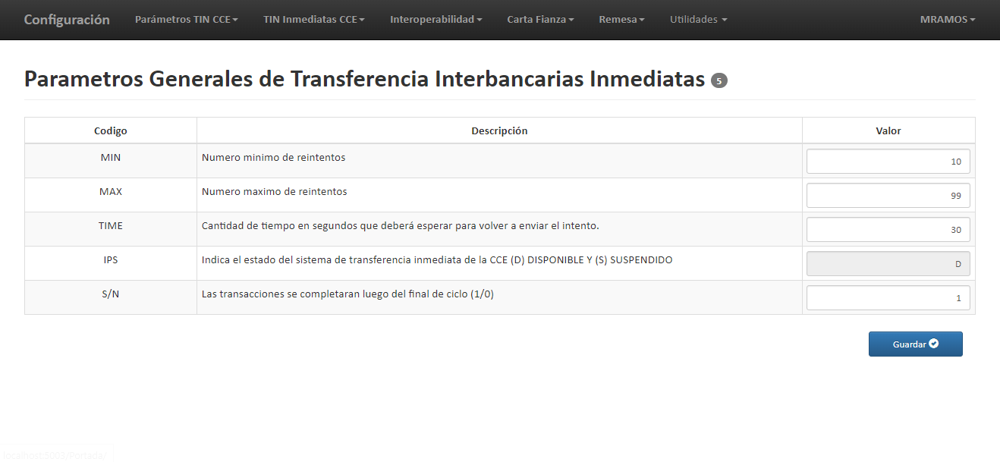 Configuración Parámetros TIN CCE TIN Inmediatas CCE Interoperabilidad Carta Fianza Remesa Utilidades MRAMOS
Parametros Generales de Transferencia Interbancarias Inmediatas 5
Codigo Descripción Valor
MIN Numero minimo de reintentos 10
MAX Numero maximo de reintentos 99
TIME Cantidad de tiempo en segundos que deberá esperar para volver a enviar el intento. 30
IPS Indica el estado del sistema de transferencia inmediata de la CCE (D) DISPONIBLE Y (S) SUSPENDIDO D
S/N Las transacciones se completaran luego del final de ciclo (1/0) 1
Guardar
localhost:5003/Portada/